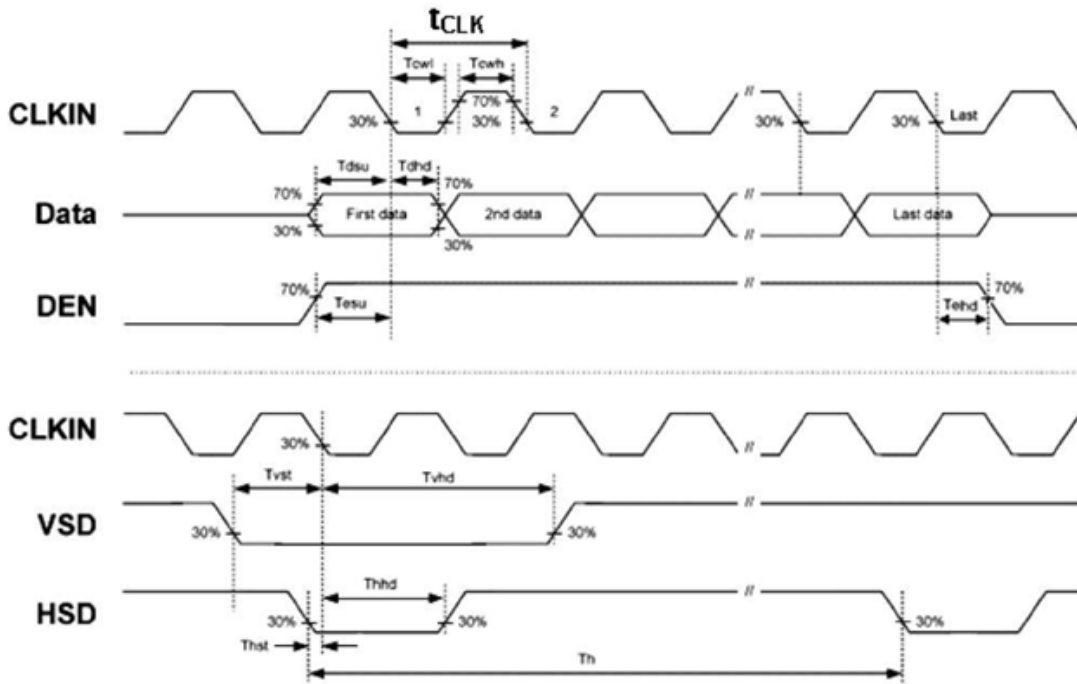 tCLK
Tcwl Tcwh
CLKIN 30% 1 70% 30% 2 30% 30% Last
Tdsu Tdhd
70% 70%
Data First data 2nd data Last data
30% 30%
DEN 70% Tesu 70% Tehd
CLKIN 30%
Tvst Tvhd
VSD 30% 30%
Thhd
HSD 30% 30% 30%
Thst
Th